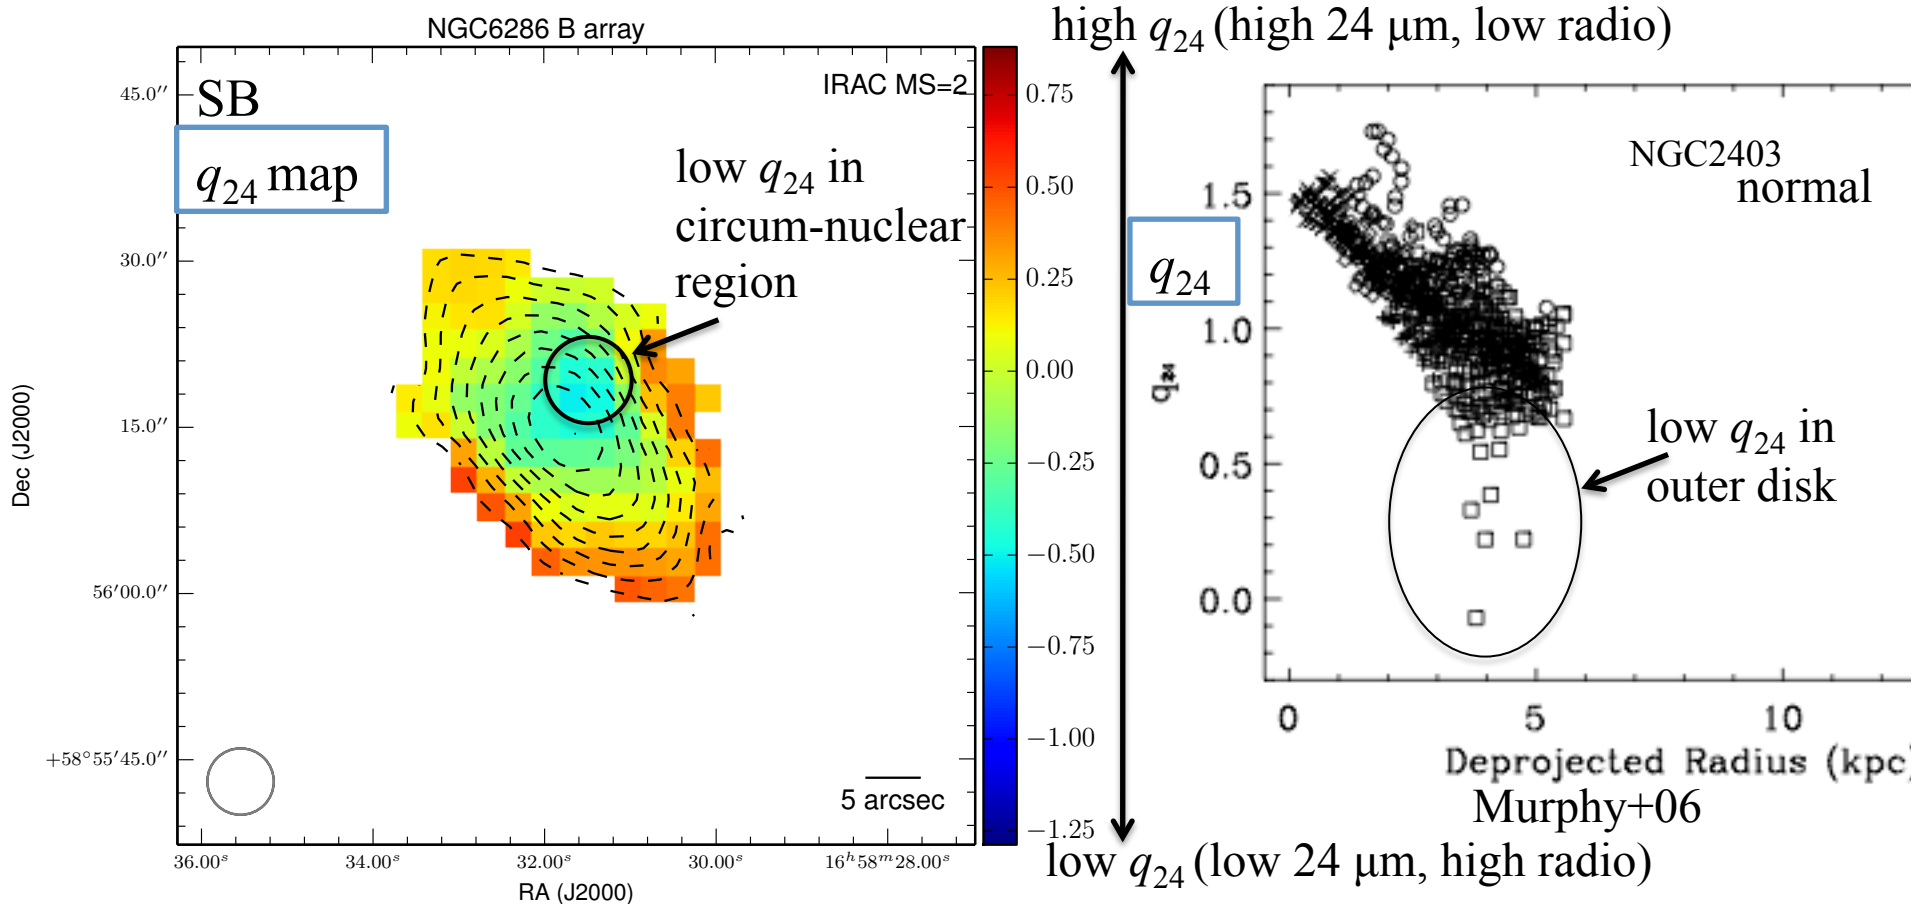 NGC6286 B array
SB
IRAC MS=2
q24 map
low q24 in
circum-nuclear
region
45.0″
30.0″
15.0″
56′00.0″
+58°55′45.0″
Dec (J2000)
5 arcsec
36.00s
34.00s
32.00s
30.00s
16h58m28.00s
RA (J2000)
0.75
0.50
0.25
0.00
−0.25
−0.50
−0.75
−1.00
−1.25
high q24 (high 24 μm, low radio)
q24
low q24 (low 24 μm, high radio)
NGC2403
normal
1.5
1.0
0.5
0.0
q24
low q24 in
outer disk
0
5
10
Deprojected Radius (kpc)
Murphy+06